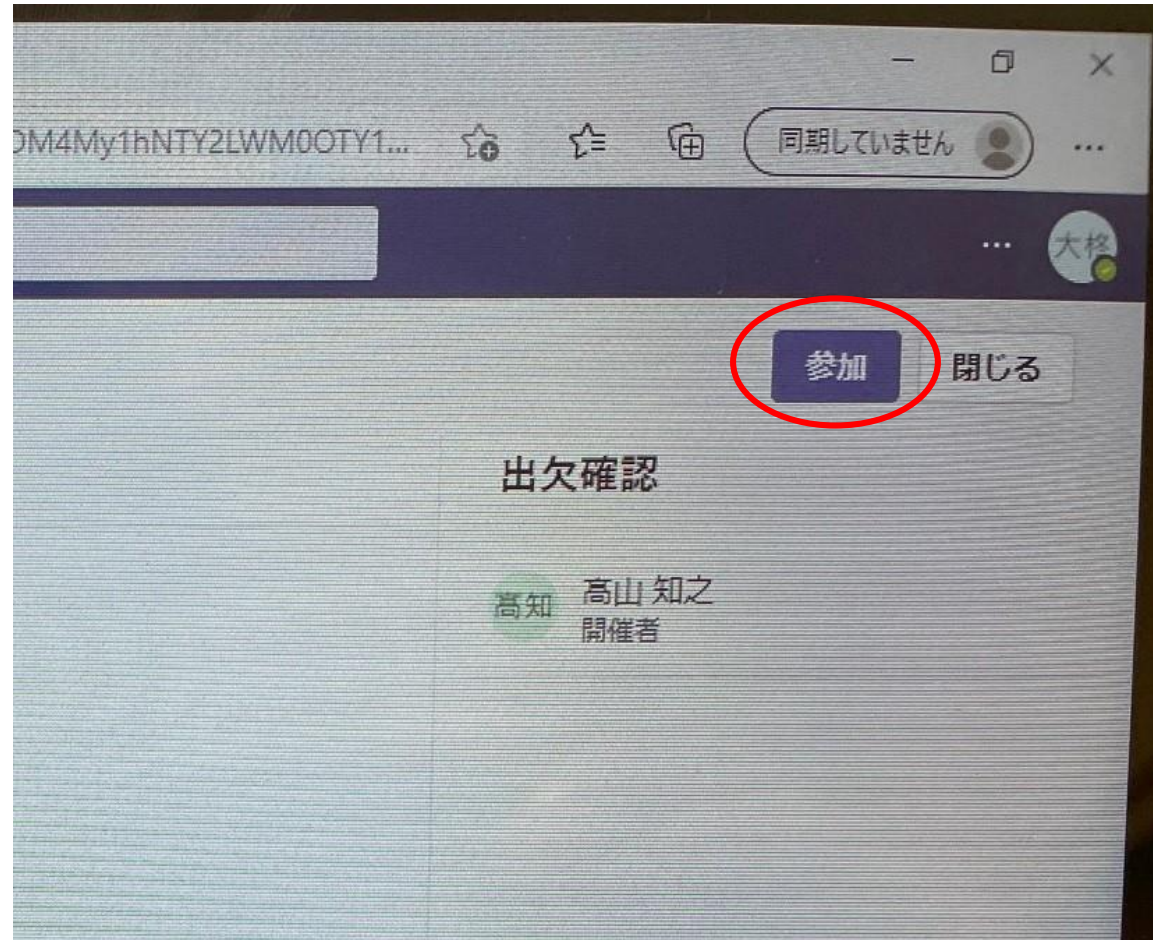 DM4My1hNTY2LWM0OTY1...
同期していません
...
... 大柊
参加 閉じる
出欠確認
高知 髙山 知之
開催者